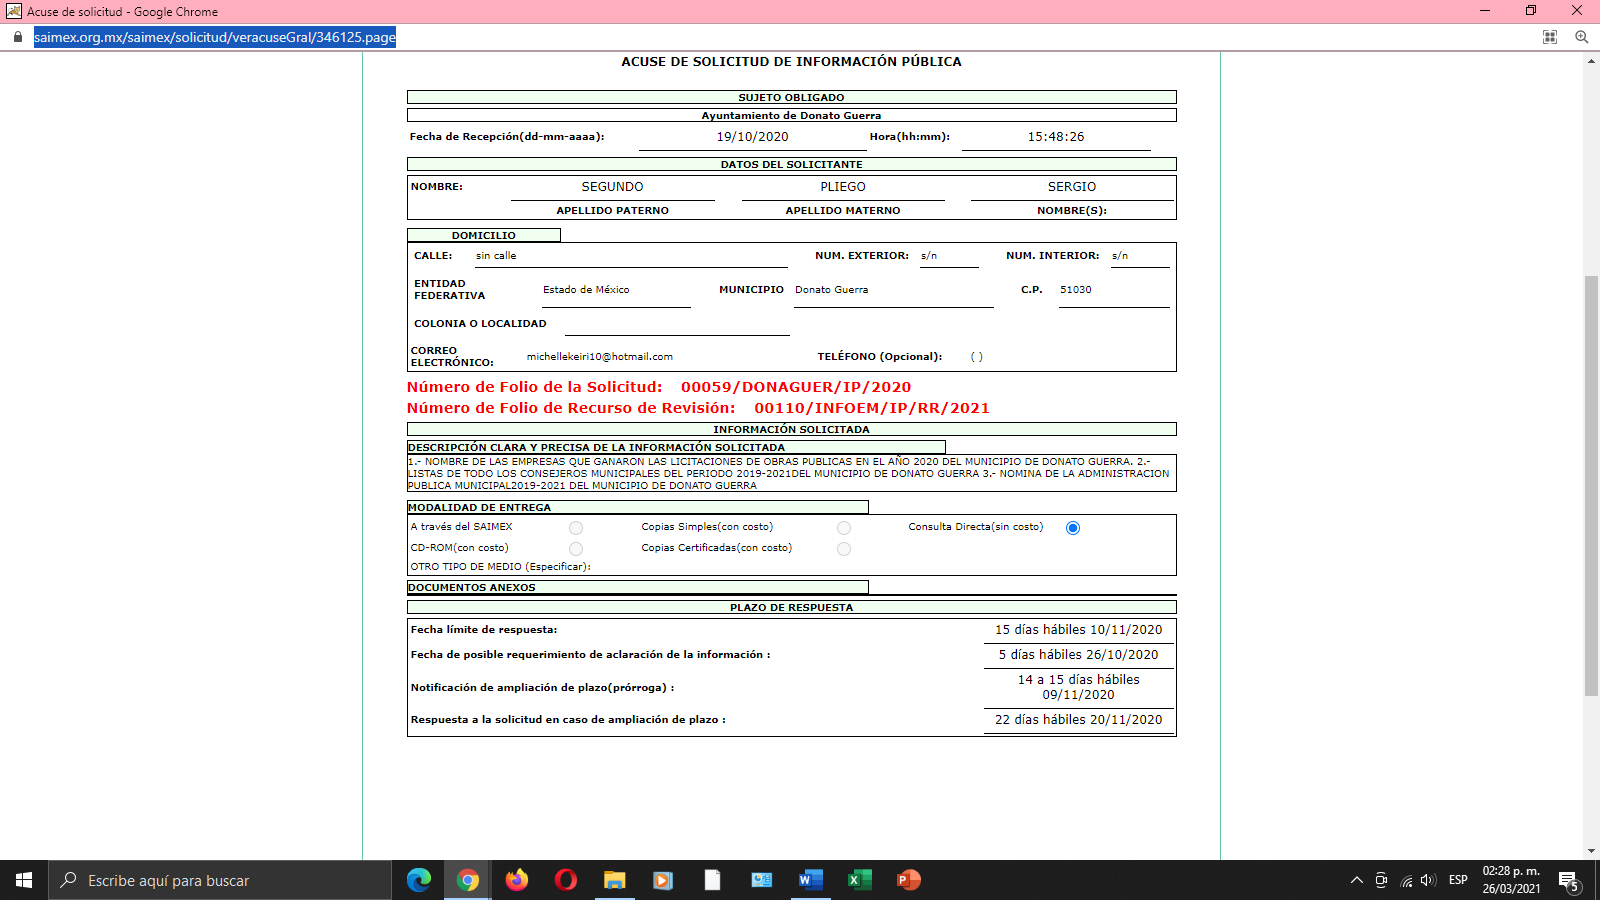 Acuse de solicitud - Google Chrome
saimex.org.mx/saimex/solicitud/veracuseGral/346125.page
ACUSE DE SOLICITUD DE INFORMACIÓN PÚBLICA
SUJETO OBLIGADO
Ayuntamiento de Donato Guerra
Fecha de Recepción(dd-mm-aaaa): 19/10/2020 Hora(hh:mm): 15:48:26
DATOS DEL SOLICITANTE
NOMBRE: SEGUNDO PLIEGO SERGIO
APELLIDO PATERNO APELLIDO MATERNO NOMBRE(S):
DOMICILIO
CALLE: sin calle NUM. EXTERIOR: s/n NUM. INTERIOR: s/n
ENTIDAD FEDERATIVA Estado de México MUNICIPIO Donato Guerra C.P. 51030
COLONIA O LOCALIDAD
CORREO ELECTRÓNICO: michellekeiri10@hotmail.com TELÉFONO (Opcional): ( )
Número de Folio de la Solicitud: 00059/DONAGUER/IP/2020
Número de Folio de Recurso de Revisión: 00110/INFOEM/IP/RR/2021
INFORMACIÓN SOLICITADA
DESCRIPCIÓN CLARA Y PRECISA DE LA INFORMACIÓN SOLICITADA
1.- NOMBRE DE LAS EMPRESAS QUE GANARON LAS LICITACIONES DE OBRAS PUBLICAS EN EL AÑO 2020 DEL MUNICIPIO DE DONATO GUERRA. 2.-
LISTAS DE TODO LOS CONSEJEROS MUNICIPALES DEL PERIODO 2019-2021DEL MUNICIPIO DE DONATO GUERRA 3.- NOMINA DE LA ADMINISTRACION
PUBLICA MUNICIPAL2019-2021 DEL MUNICIPIO DE DONATO GUERRA
MODALIDAD DE ENTREGA
A través del SAIMEX Copias Simples(con costo) Consulta Directa(sin costo)
CD-ROM(con costo) Copias Certificadas(con costo)
OTRO TIPO DE MEDIO (Especificar):
DOCUMENTOS ANEXOS
PLAZO DE RESPUESTA
Fecha límite de respuesta: 15 días hábiles 10/11/2020
Fecha de posible requerimiento de aclaración de la información : 5 días hábiles 26/10/2020
Notificación de ampliación de plazo(prórroga) : 14 a 15 días hábiles 09/11/2020
Respuesta a la solicitud en caso de ampliación de plazo : 22 días hábiles 20/11/2020
Escribe aquí para buscar
ESP
02:28 p. m.
26/03/2021
5